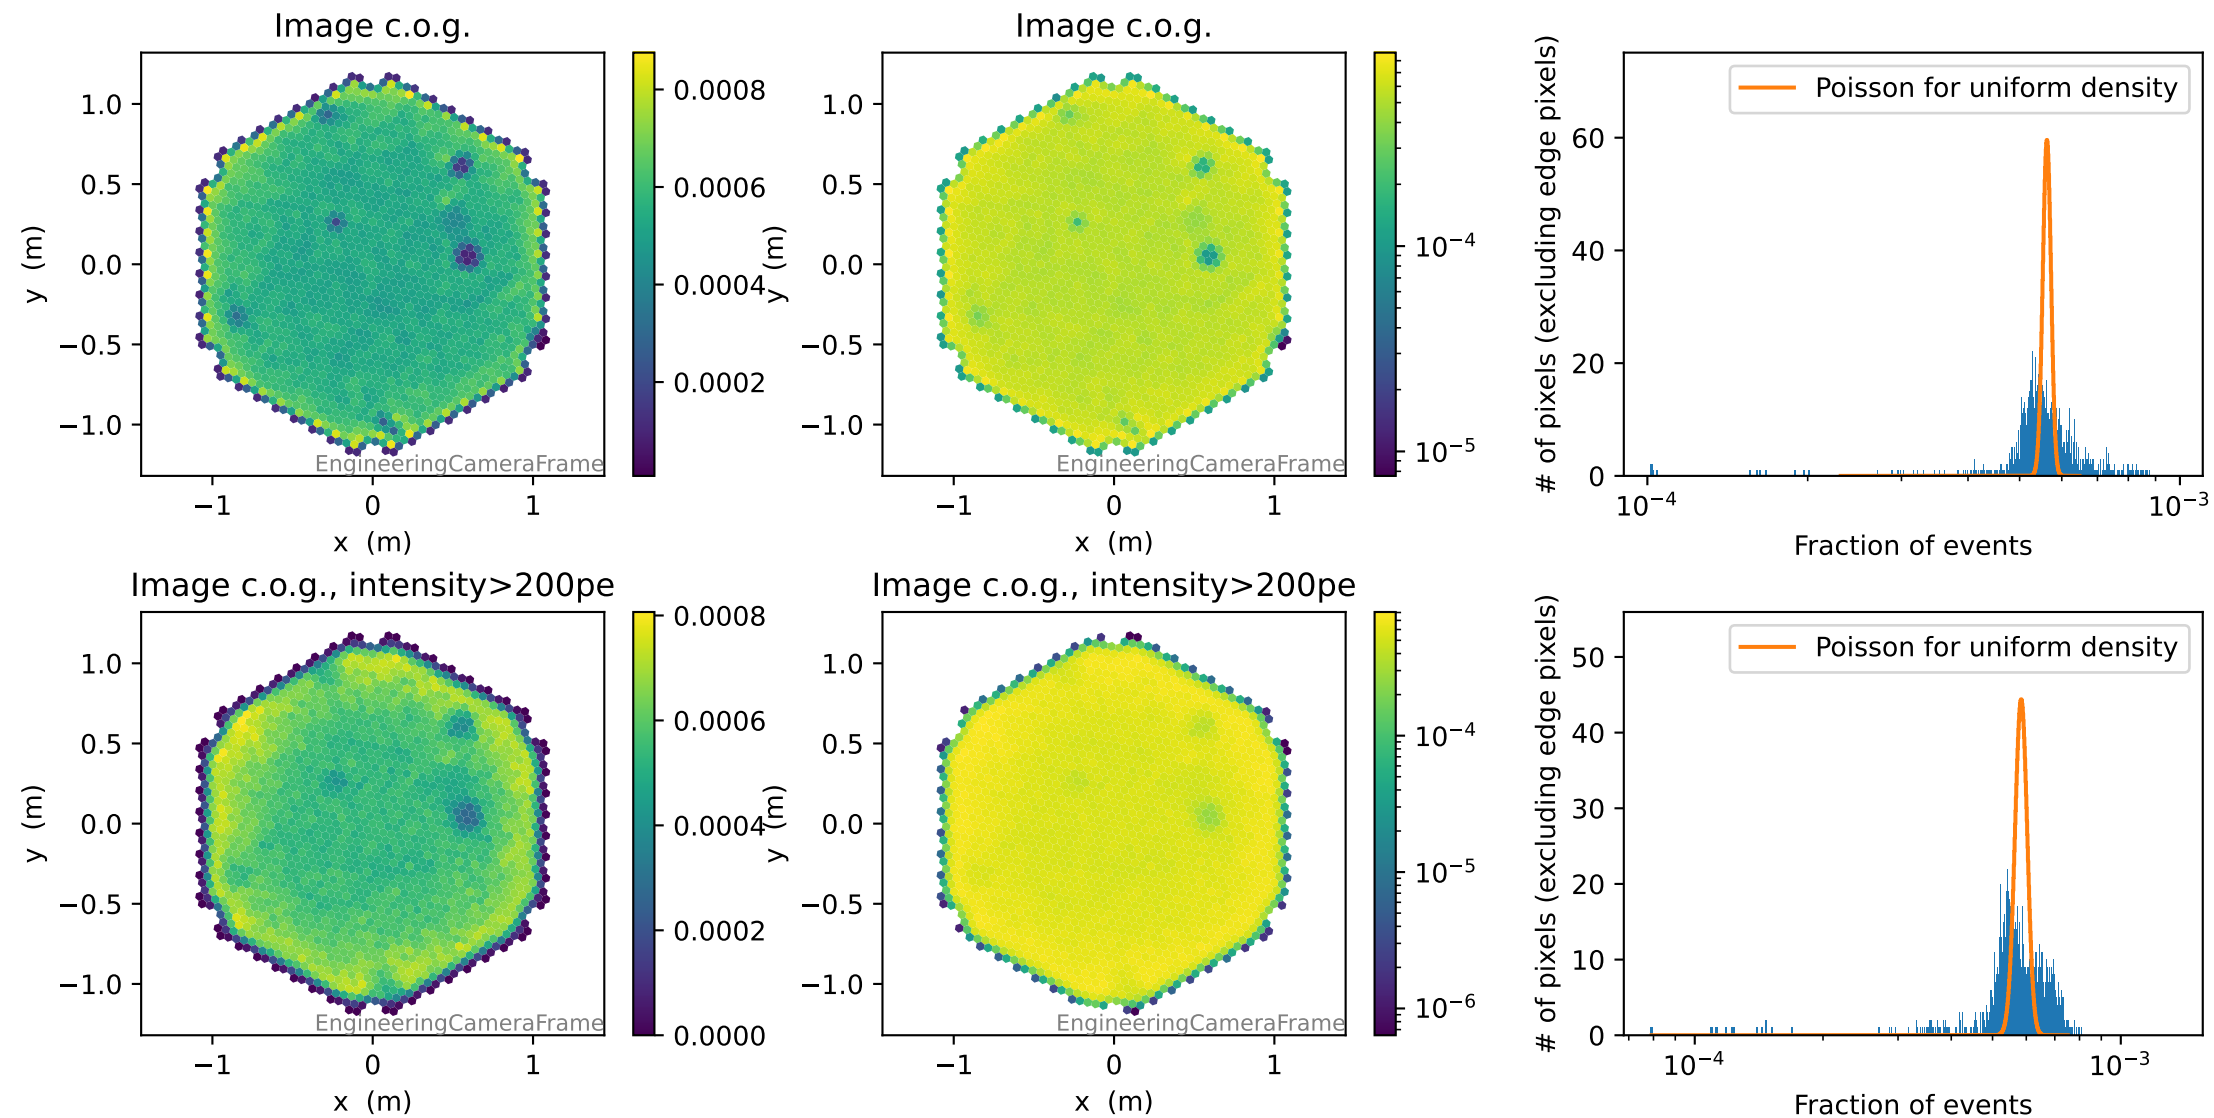 Image c.o.g.
y (m)
1.0
0.5
0.0
−0.5
−1.0
−1
0
1
x (m)
EngineeringCameraFrame
0.0008
0.0006
0.0004
0.0002
Image c.o.g.
y (m)
1.0
0.5
0.0
−0.5
−1.0
−1
0
1
x (m)
EngineeringCameraFrame
10⁻⁴
10⁻⁵
# of pixels (excluding edge pixels)
60
40
20
0
Poisson for uniform density
10⁻⁴
10⁻³
Fraction of events
Image c.o.g., intensity>200pe
y (m)
1.0
0.5
0.0
−0.5
−1.0
−1
0
1
x (m)
EngineeringCameraFrame
0.0008
0.0006
0.0004
0.0002
0.0000
Image c.o.g., intensity>200pe
y (m)
1.0
0.5
0.0
−0.5
−1.0
−1
0
1
x (m)
EngineeringCameraFrame
10⁻⁴
10⁻⁵
10⁻⁶
# of pixels (excluding edge pixels)
50
40
30
20
10
0
Poisson for uniform density
10⁻⁴
10⁻³
Fraction of events